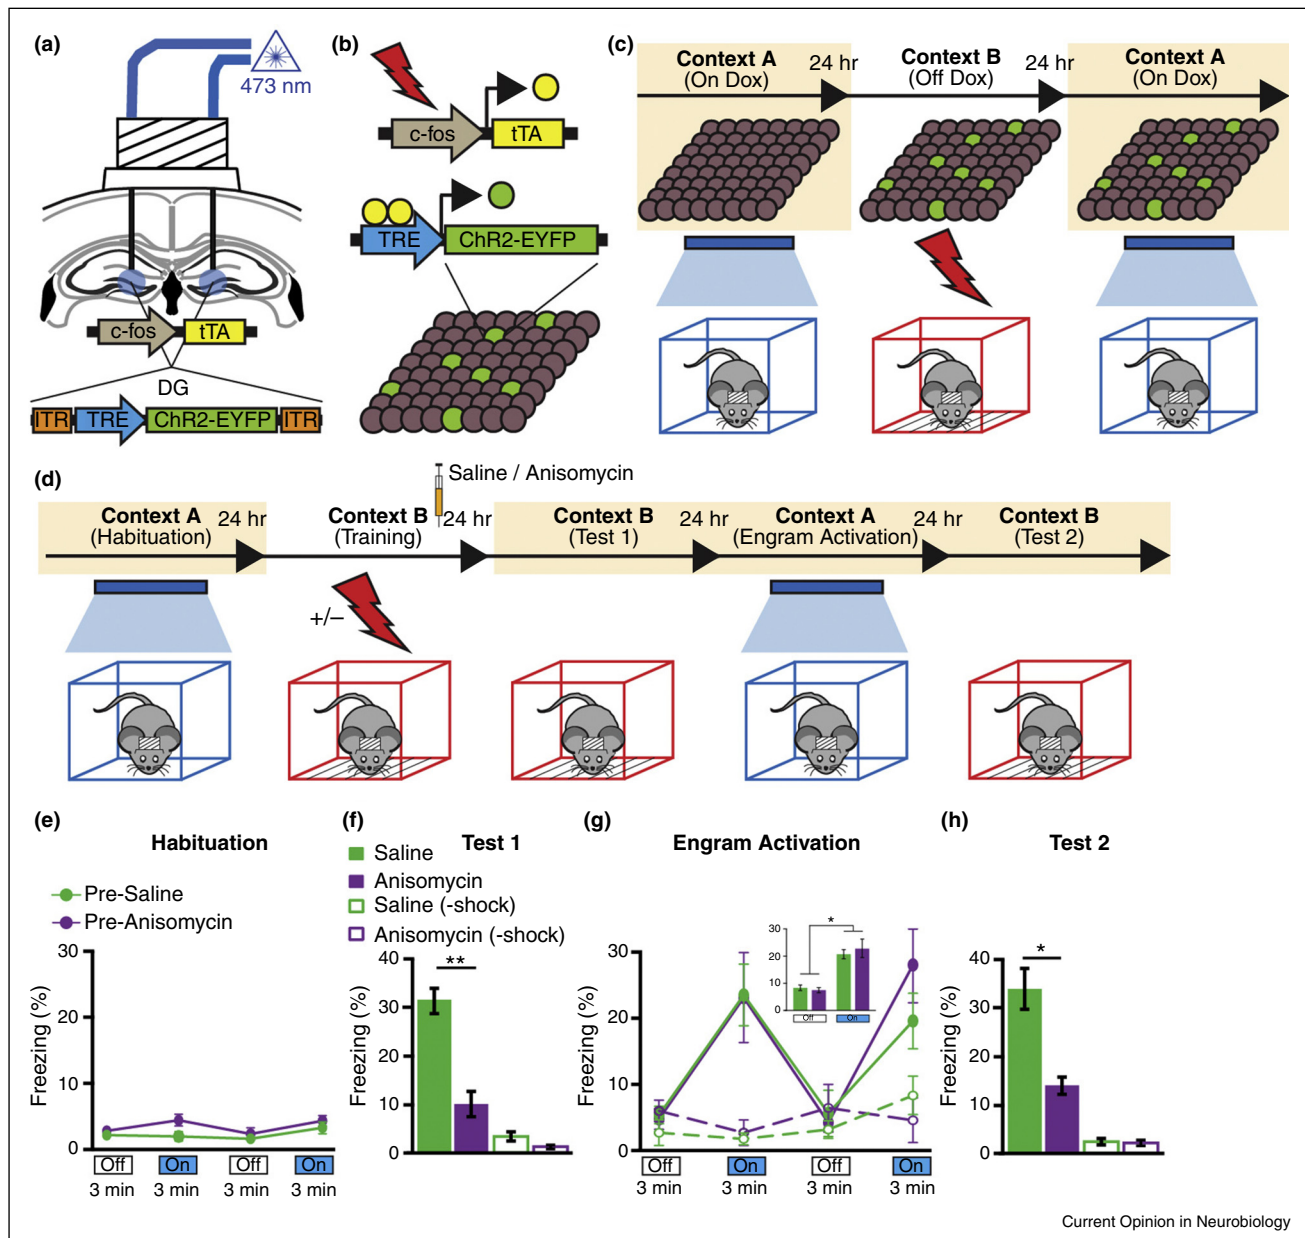 (a)
473 nm
c-fos
tTA
DG
ITR
TRE
ChR2-EYFP
ITR
(b)
c-fos
tTA
TRE
ChR2-EYFP
(c)
Context A
(On Dox)
24 hr
Context B
(Off Dox)
24 hr
Context A
(On Dox)
(d)
Saline / Anisomycin
Context A
(Habituation)
24 hr
Context B
(Training)
24 hr
Context B
(Test 1)
24 hr
Context A
(Engram Activation)
24 hr
Context B
(Test 2)
+/–
(e)
Habituation
Pre-Saline
Pre-Anisomycin
Freezing (%)
30
20
10
0
Off
On
Off
On
3 min
3 min
3 min
3 min
(f)
Test 1
Saline
Anisomycin
Saline (-shock)
Anisomycin (-shock)
Freezing (%)
40
30
20
10
0
**
(g)
Engram Activation
Freezing (%)
30
20
10
0
30
20
10
0
*
Off
On
Off
On
Off
On
3 min
3 min
3 min
3 min
(h)
Test 2
Freezing (%)
40
30
20
10
0
*
Current Opinion in Neurobiology